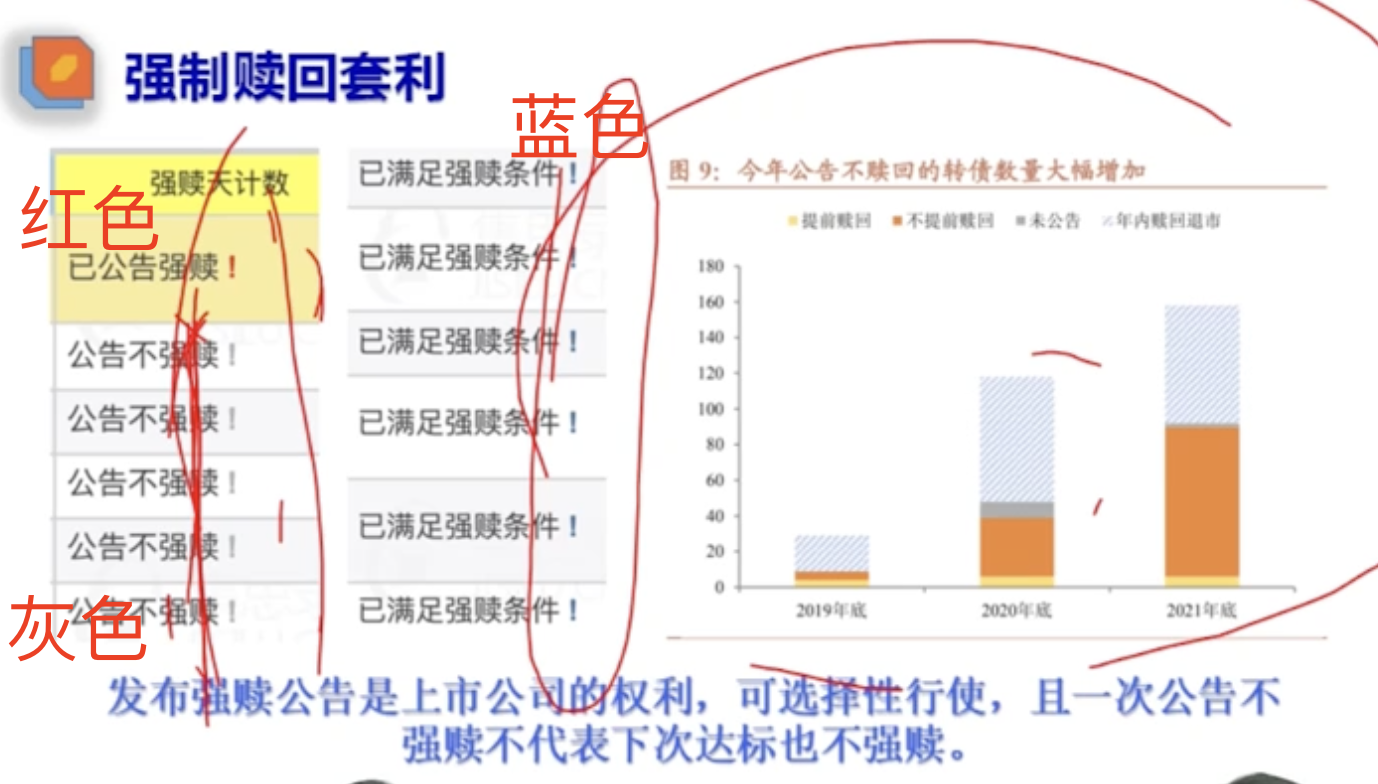 强制赎回套利
蓝色
红色
强赎天计数
已公告强赎！
公告不强赎！
公告不强赎！
公告不强赎！
公告不强赎！
公告不强赎！
灰色
已满足强赎条件！
已满足强赎条件！
已满足强赎条件！
已满足强赎条件！
已满足强赎条件！
已满足强赎条件！
图 9：今年公告不赎回的转债数量大幅增加
提前赎回 不提前赎回 未公告 年内赎回退市
180
160
140
120
100
80
60
40
20
0
2019年底 2020年底 2021年底
发布强赎公告是上市公司的权利，可选择性行使，且一次公告不
强赎不代表下次达标也不强赎。